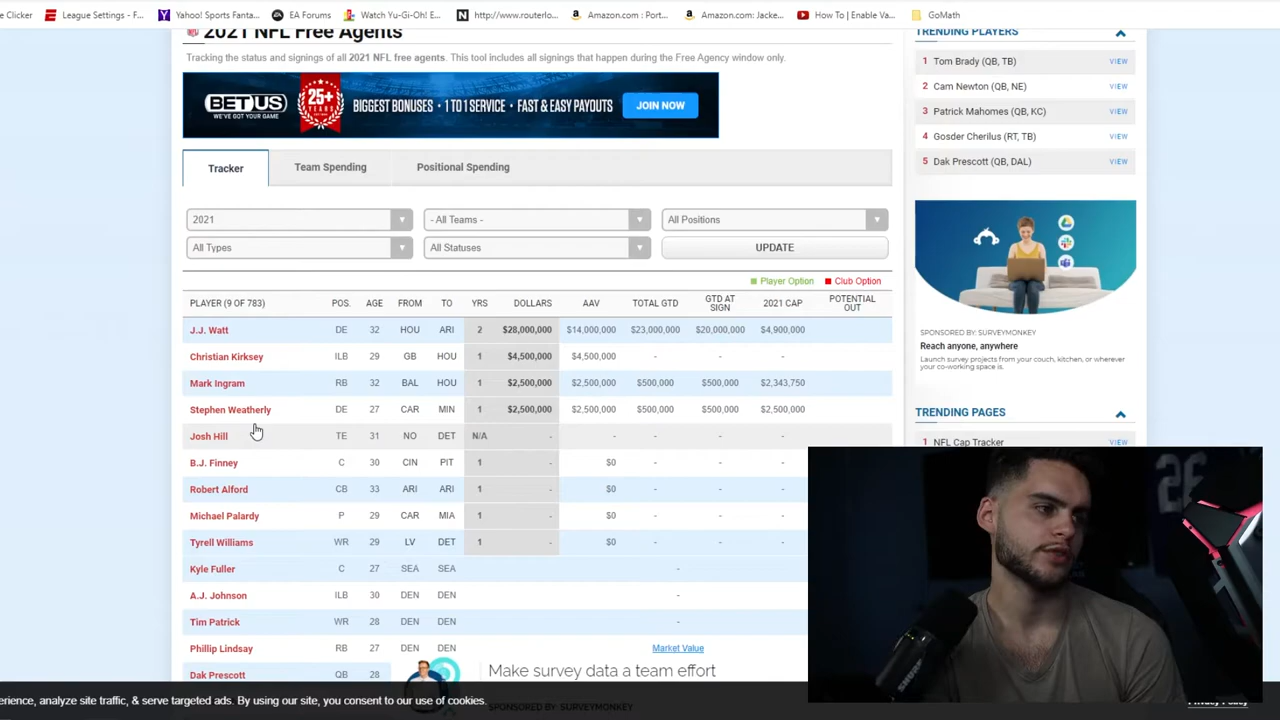 e Clicker League Settings - F... Yahoo! Sports Fanta... EA Forums Watch Yu-Gi-Oh! E... http://www.routerlo... Amazon.com : Port... Amazon.com: Jacke... How To | Enable Va... GoMath
2021 NFL Free Agents
Tracking the status and signings of all 2021 NFL free agents. This tool includes all signings that happen during the Free Agency window only.
BETUS WE'VE GOT YOUR GAME 25+ YEARS BIGGEST BONUSES • 1 TO 1 SERVICE • FAST & EASY PAYOUTS JOIN NOW
Tracker Team Spending Positional Spending
2021 - All Teams - All Positions
All Types All Statuses UPDATE
Player Option Club Option
PLAYER (9 OF 783) POS. AGE FROM TO YRS DOLLARS AAV TOTAL GTD GTD AT SIGN 2021 CAP POTENTIAL OUT
J.J. Watt DE 32 HOU ARI 2 $28,000,000 $14,000,000 $23,000,000 $20,000,000 $4,900,000
Christian Kirksey ILB 29 GB HOU 1 $4,500,000 $4,500,000 - -
Mark Ingram RB 32 BAL HOU 1 $2,500,000 $2,500,000 $500,000 $500,000 $2,343,750
Stephen Weatherly DE 27 CAR MIN 1 $2,500,000 $2,500,000 $500,000 $500,000 $2,500,000
Josh Hill TE 31 NO DET N/A - - - - -
B.J. Finney C 30 CIN PIT 1 - $0 - - -
Robert Alford CB 33 ARI ARI 1 - $0 - - -
Michael Palardy P 29 CAR MIA 1 - $0 - - -
Tyrell Williams WR 29 LV DET 1 - $0 - - -
Kyle Fuller C 27 SEA SEA -
A.J. Johnson ILB 30 DEN DEN -
Tim Patrick WR 28 DEN DEN -
Phillip Lindsay RB 27 DEN DEN Market Value
Dak Prescott QB 28
TRENDING PLAYERS
1 Tom Brady (QB, TB) VIEW
2 Cam Newton (QB, NE) VIEW
3 Patrick Mahomes (QB, KC) VIEW
4 Gosder Cherilus (RT, TB) VIEW
5 Dak Prescott (QB, DAL) VIEW
SPONSORED BY: SURVEYMONKEY
Reach anyone, anywhere
Launch survey projects from your couch, kitchen, or wherever
your co-working space is.
TRENDING PAGES
1 NFL Cap Tracker VIEW
Make survey data a team effort
SPONSORED BY: SURVEYMONKEY
erience, analyze site traffic, & serve targeted ads. By using our site, you consent to our use of cookies.
Privacy Policy
SHURE